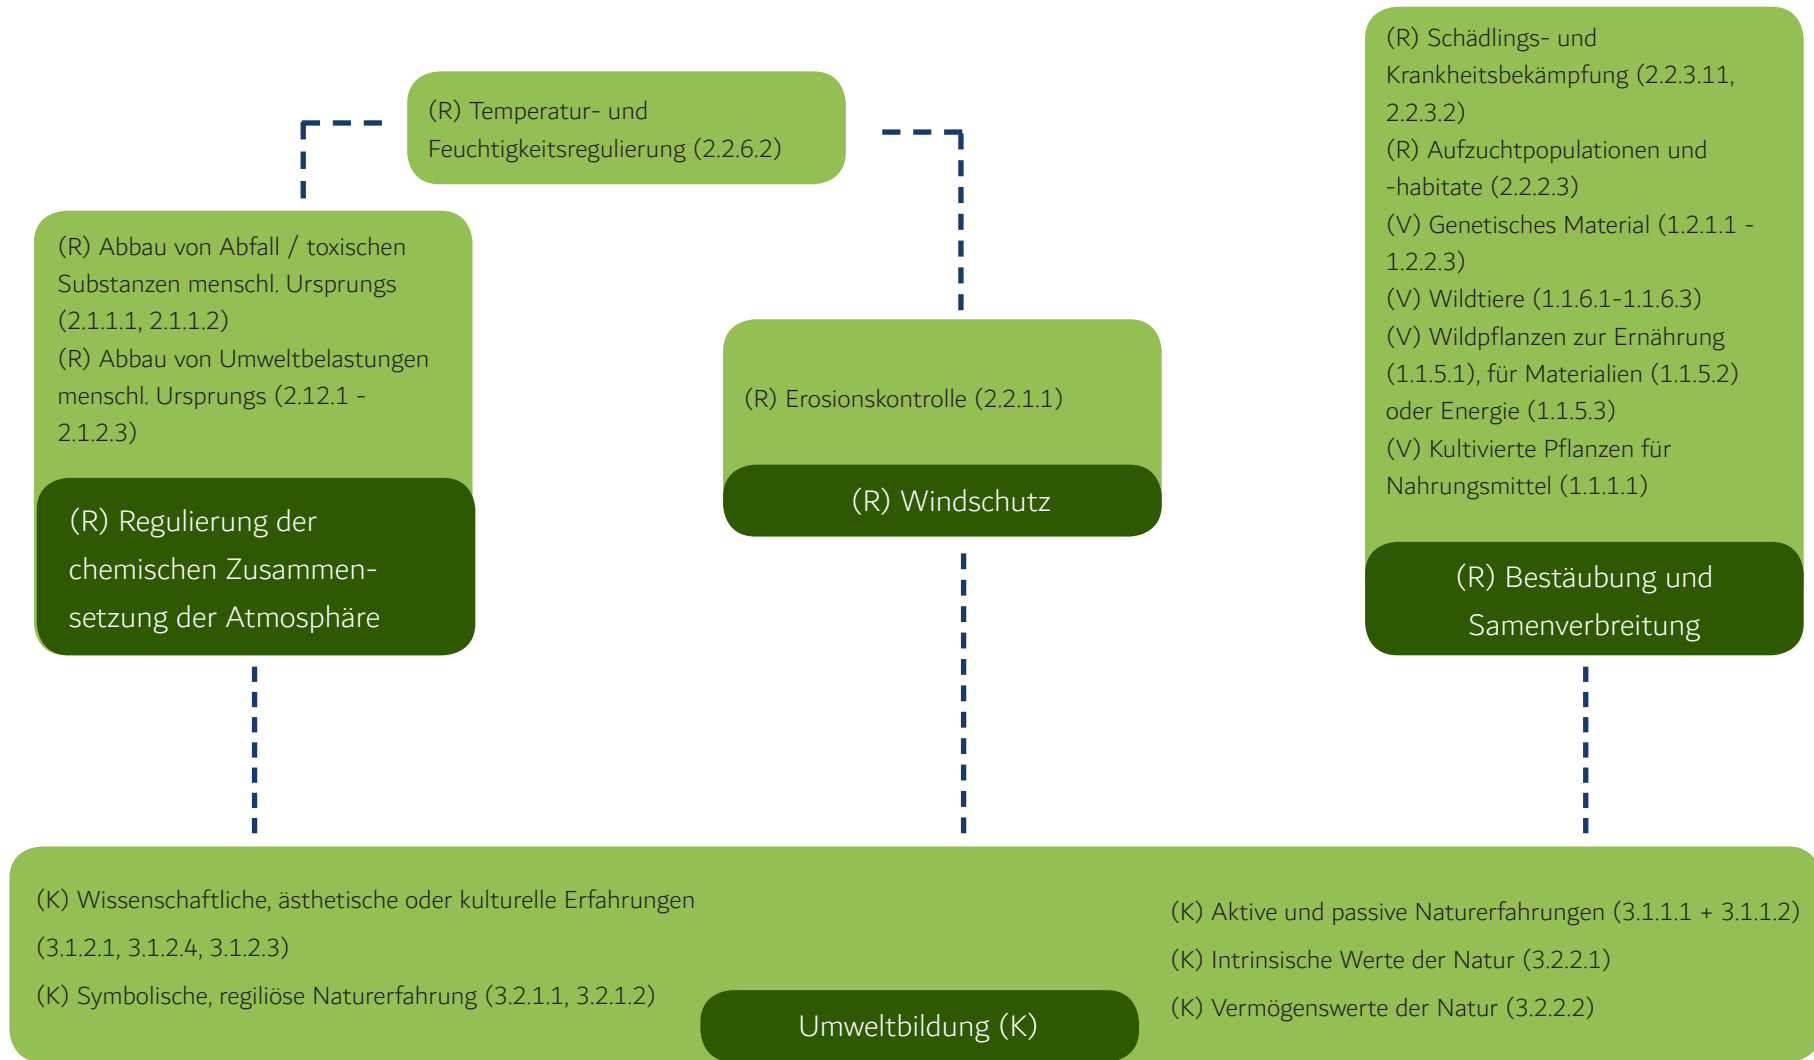 (R) Temperatur- und
Feuchtigkeitsregulierung (2.2.6.2)
(R) Abbau von Abfall / toxischen
Substanzen menschl. Ursprungs
(2.1.1.1, 2.1.1.2)
(R) Abbau von Umweltbelastungen
menschl. Ursprungs (2.12.1 -
2.1.2.3)
(R) Regulierung der
chemischen Zusammen-
setzung der Atmosphäre
(R) Erosionskontrolle (2.2.1.1)
(R) Windschutz
(R) Schädlings- und
Krankheitsbekämpfung (2.2.3.11,
2.2.3.2)
(R) Aufzuchtpopulationen und
-habitate (2.2.2.3)
(V) Genetisches Material (1.2.1.1 -
1.2.2.3)
(V) Wildtiere (1.1.6.1-1.1.6.3)
(V) Wildpflanzen zur Ernährung
(1.1.5.1), für Materialien (1.1.5.2)
oder Energie (1.1.5.3)
(V) Kultivierte Pflanzen für
Nahrungsmittel (1.1.1.1)
(R) Bestäubung und
Samenverbreitung
(K) Wissenschaftliche, ästhetische oder kulturelle Erfahrungen
(3.1.2.1, 3.1.2.4, 3.1.2.3)
(K) Symbolische, regiliöse Naturerfahrung (3.2.1.1, 3.2.1.2)
Umweltbildung (K)
(K) Aktive und passive Naturerfahrungen (3.1.1.1 + 3.1.1.2)
(K) Intrinsische Werte der Natur (3.2.2.1)
(K) Vermögenswerte der Natur (3.2.2.2)